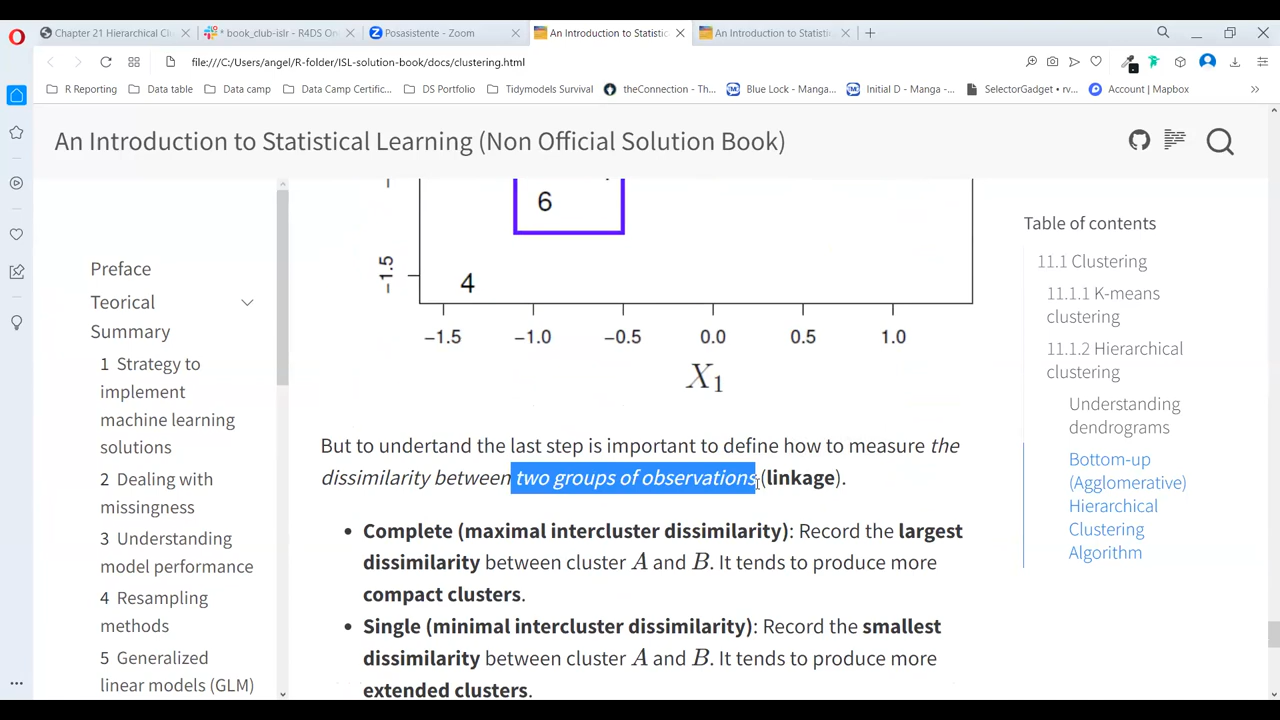 Chapter 21 Hierarchical Cl
* book_club-islr - R4DS On
Posasistente - Zoom
An Introduction to Statistic
An Introduction to Statistic
file:///C:/Users/angel/R-folder/ISL-solution-book/docs/clustering.html
R Reporting
Data table
Data camp
Data Camp Certific...
DS Portfolio
Tidymodels Survival
theConnection - Th...
Blue Lock - Manga...
Initial D - Manga -...
SelectorGadget • rv...
Account | Mapbox
An Introduction to Statistical Learning (Non Official Solution Book)
Preface
Teorical
Summary
1 Strategy to
implement
machine learning
solutions
2 Dealing with
missingness
3 Understanding
model performance
4 Resampling
methods
5 Generalized
linear models (GLM)
6
4
−1.5
−1.5 −1.0 −0.5 0.0 0.5 1.0
X1
But to undertand the last step is important to define how to measure the
dissimilarity between two groups of observations (linkage).
• Complete (maximal intercluster dissimilarity): Record the largest
dissimilarity between cluster A and B. It tends to produce more
compact clusters.
• Single (minimal intercluster dissimilarity): Record the smallest
dissimilarity between cluster A and B. It tends to produce more
extended clusters.
Table of contents
11.1 Clustering
11.1.1 K-means
clustering
11.1.2 Hierarchical
clustering
Understanding
dendrograms
Bottom-up
(Agglomerative)
Hierarchical
Clustering
Algorithm